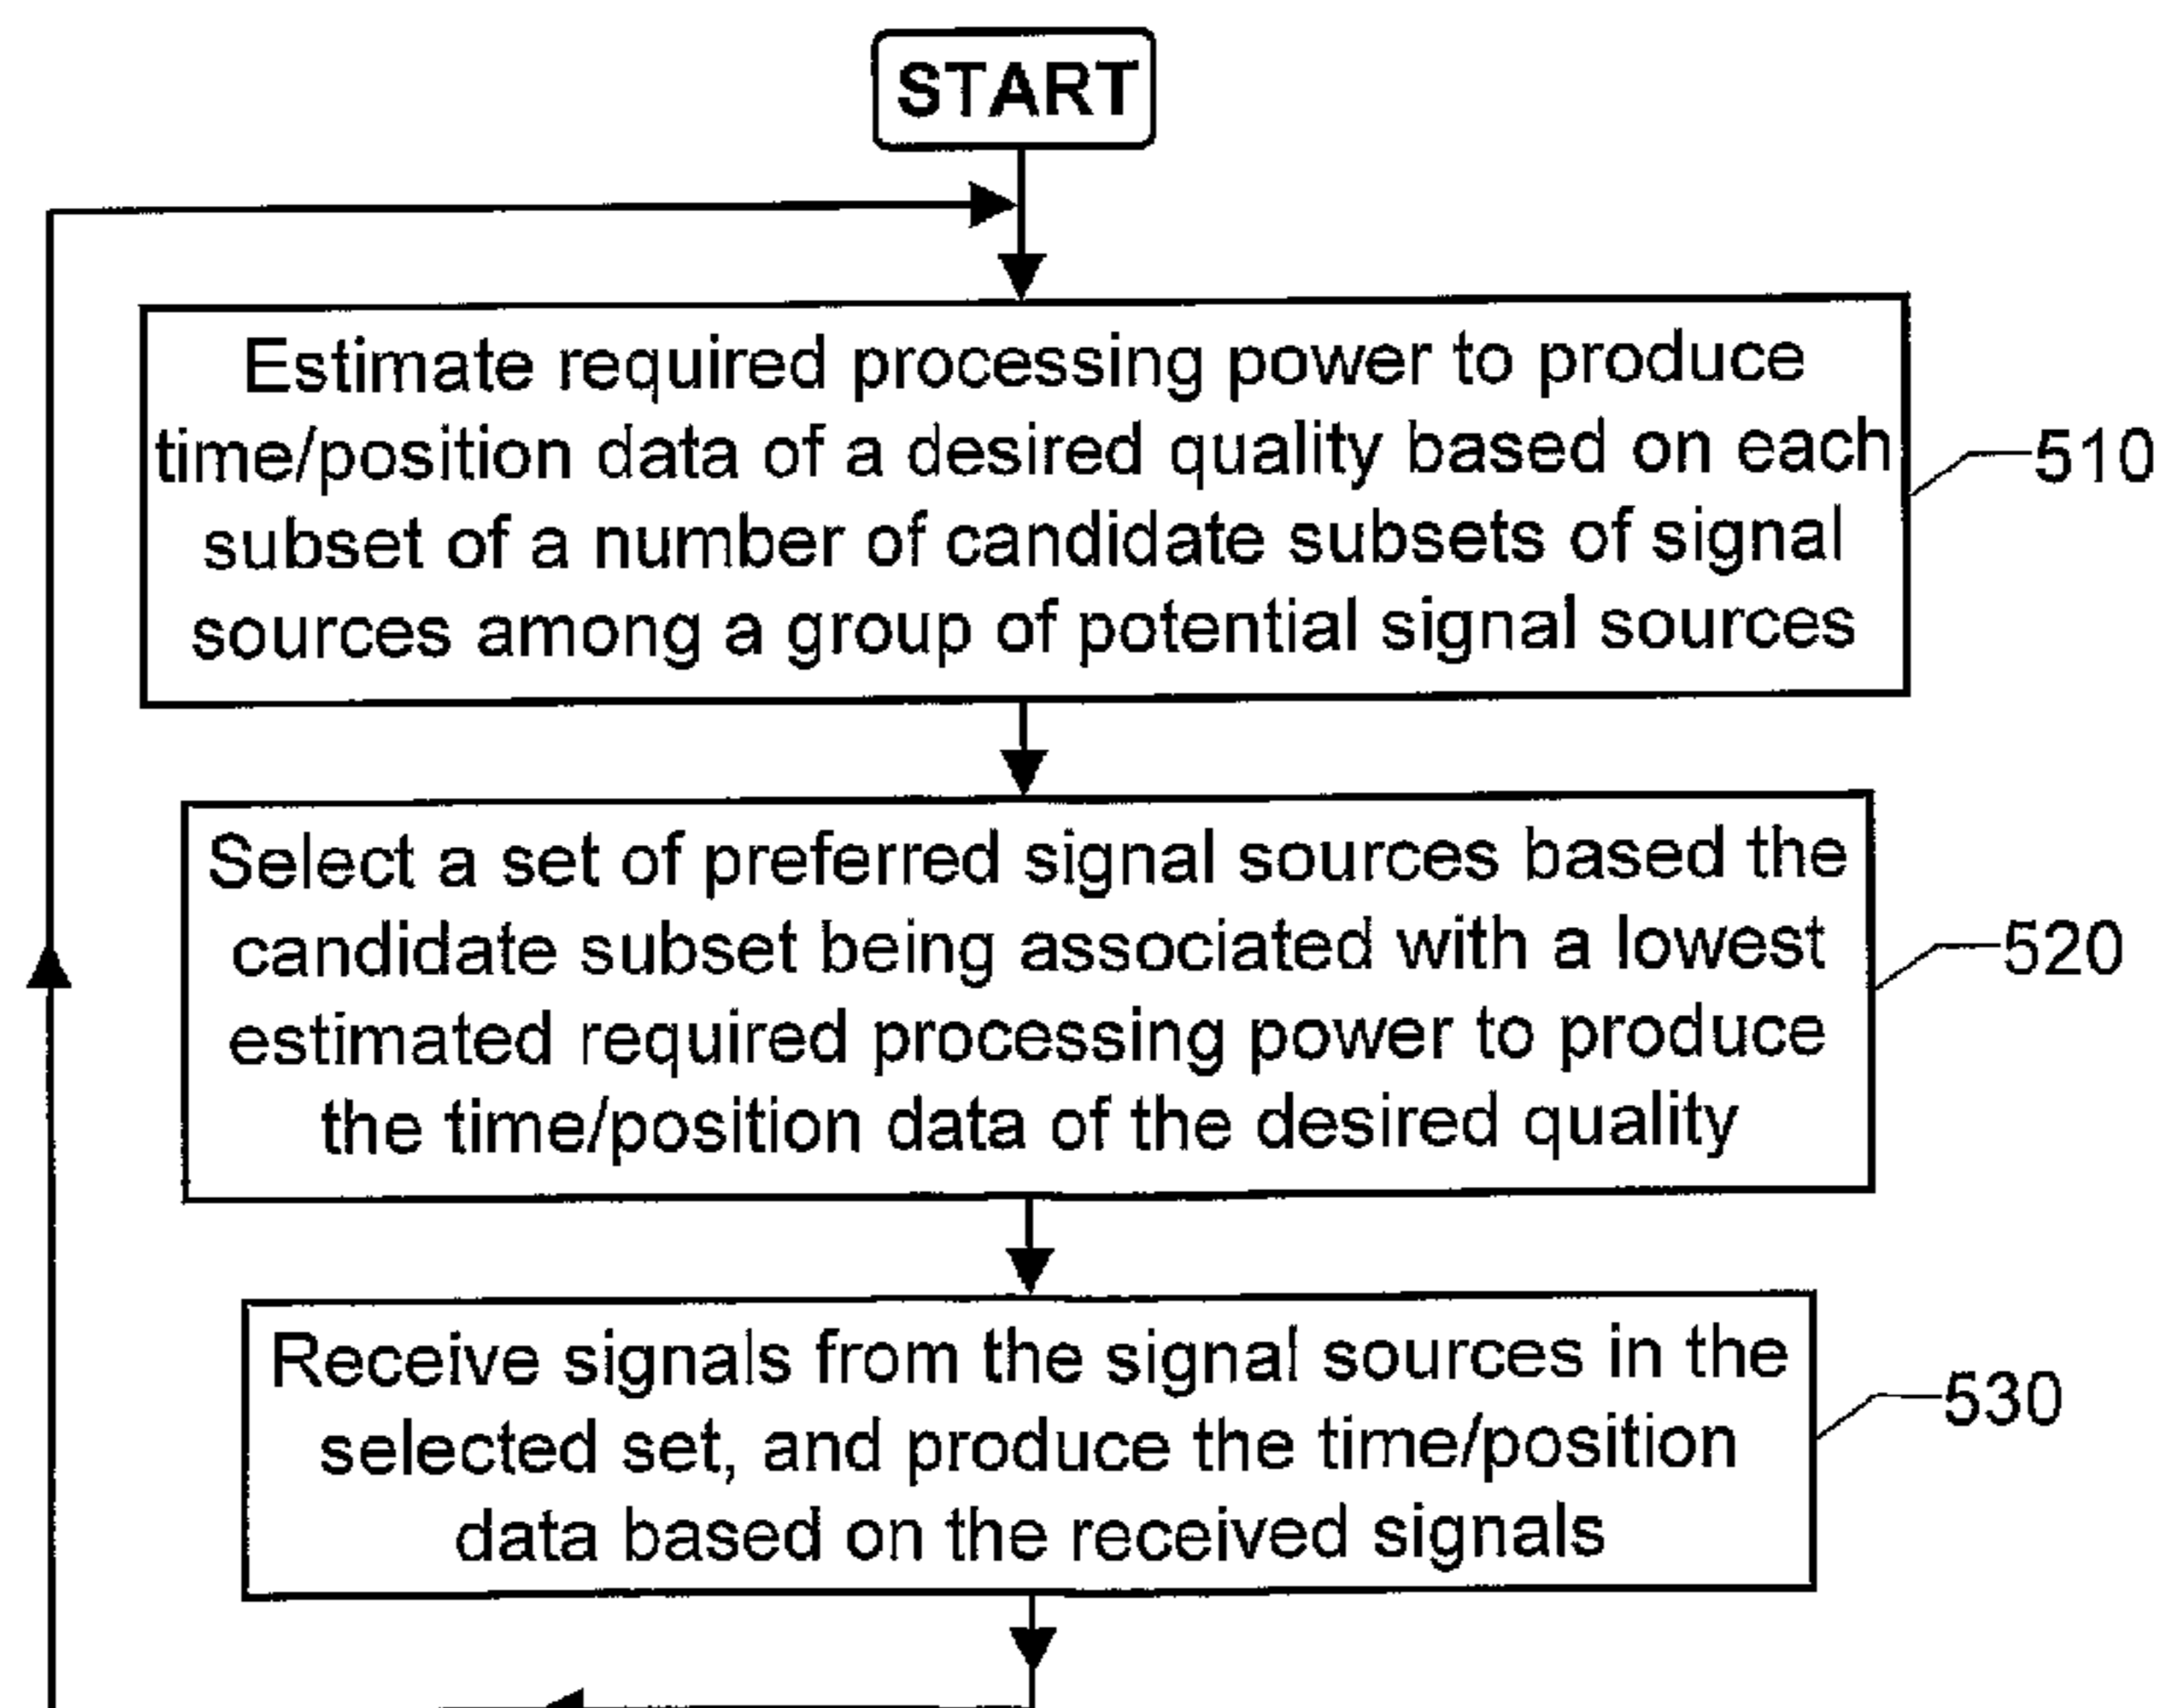 START
Estimate required processing power to produce
time/position data of a desired quality based on each
subset of a number of candidate subsets of signal
sources among a group of potential signal sources
510
Select a set of preferred signal sources based the
candidate subset being associated with a lowest
estimated required processing power to produce
the time/position data of the desired quality
520
Receive signals from the signal sources in the
selected set, and produce the time/position
data based on the received signals
530